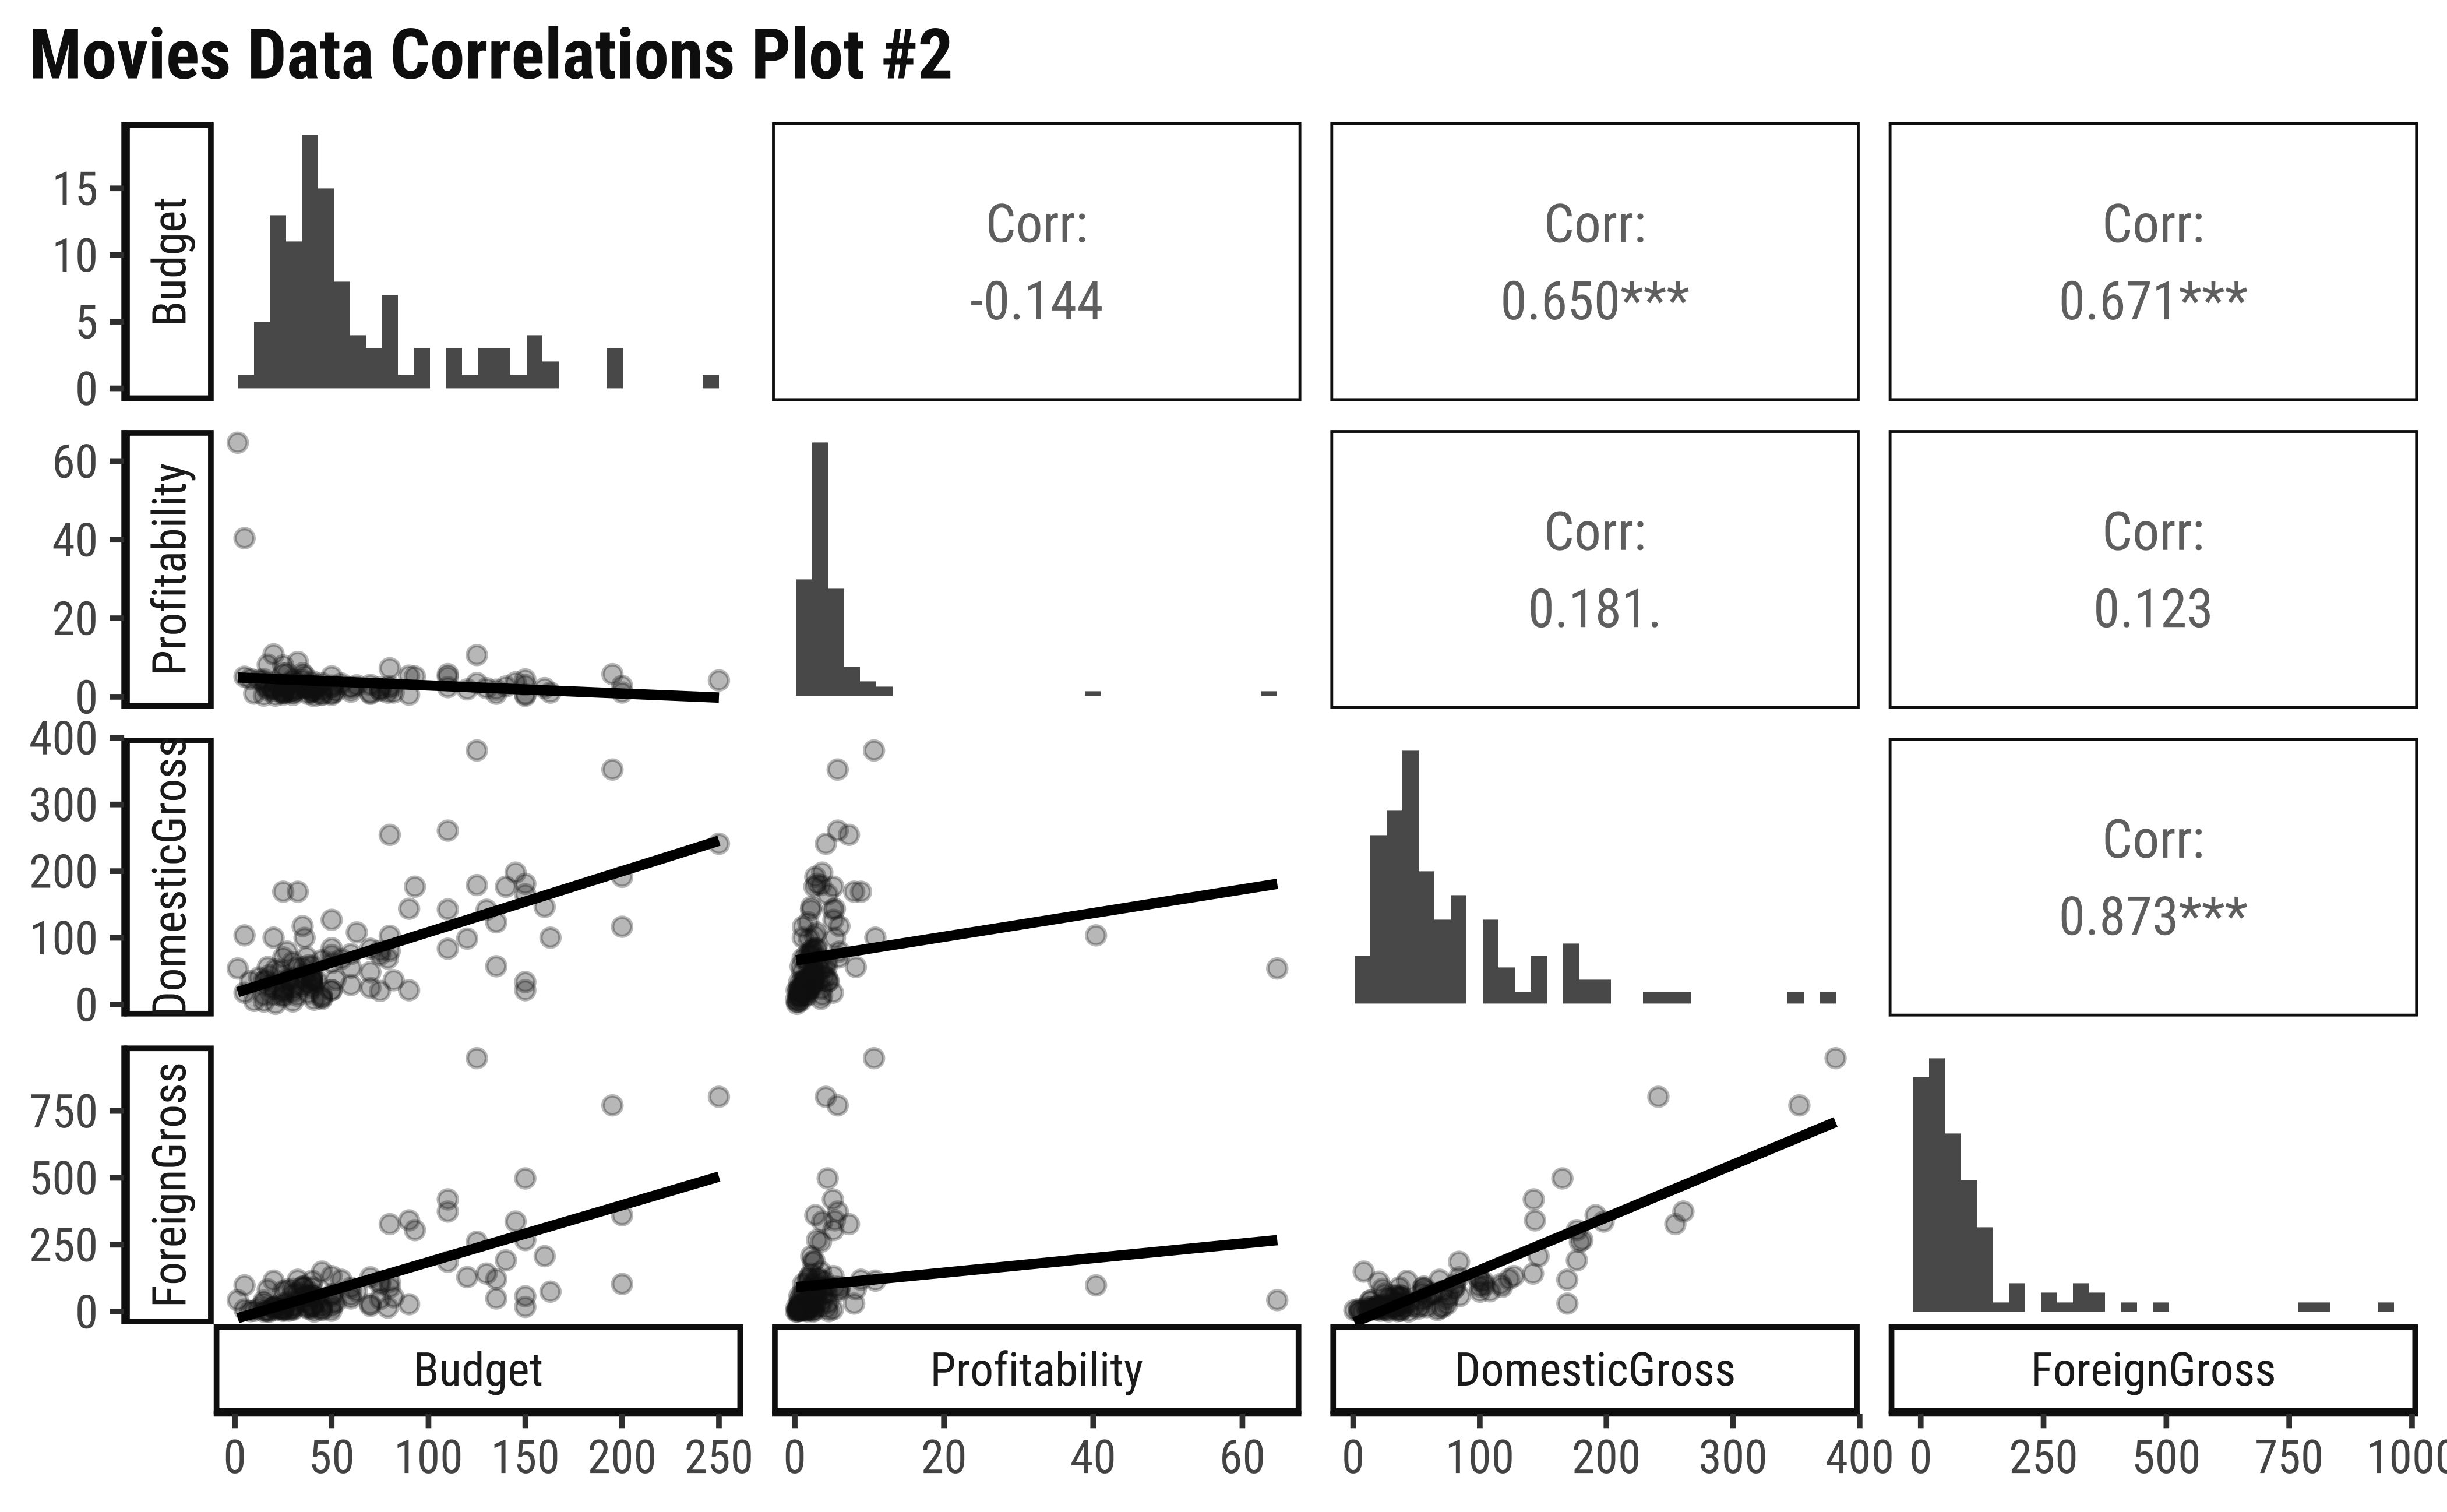 Movies Data Correlations Plot #2
Budget
15
10
5
0
Corr:
-0.144
Corr:
0.650***
Corr:
0.671***
Profitability
60
40
20
0
Corr:
0.181.
Corr:
0.123
DomesticGross
400
300
200
100
0
Corr:
0.873***
ForeignGross
750
500
250
0
Budget
Profitability
DomesticGross
ForeignGross
0 50 100 150 200 250
0 20 40 60
0 100 200 300 400
0 250 500 750 1000